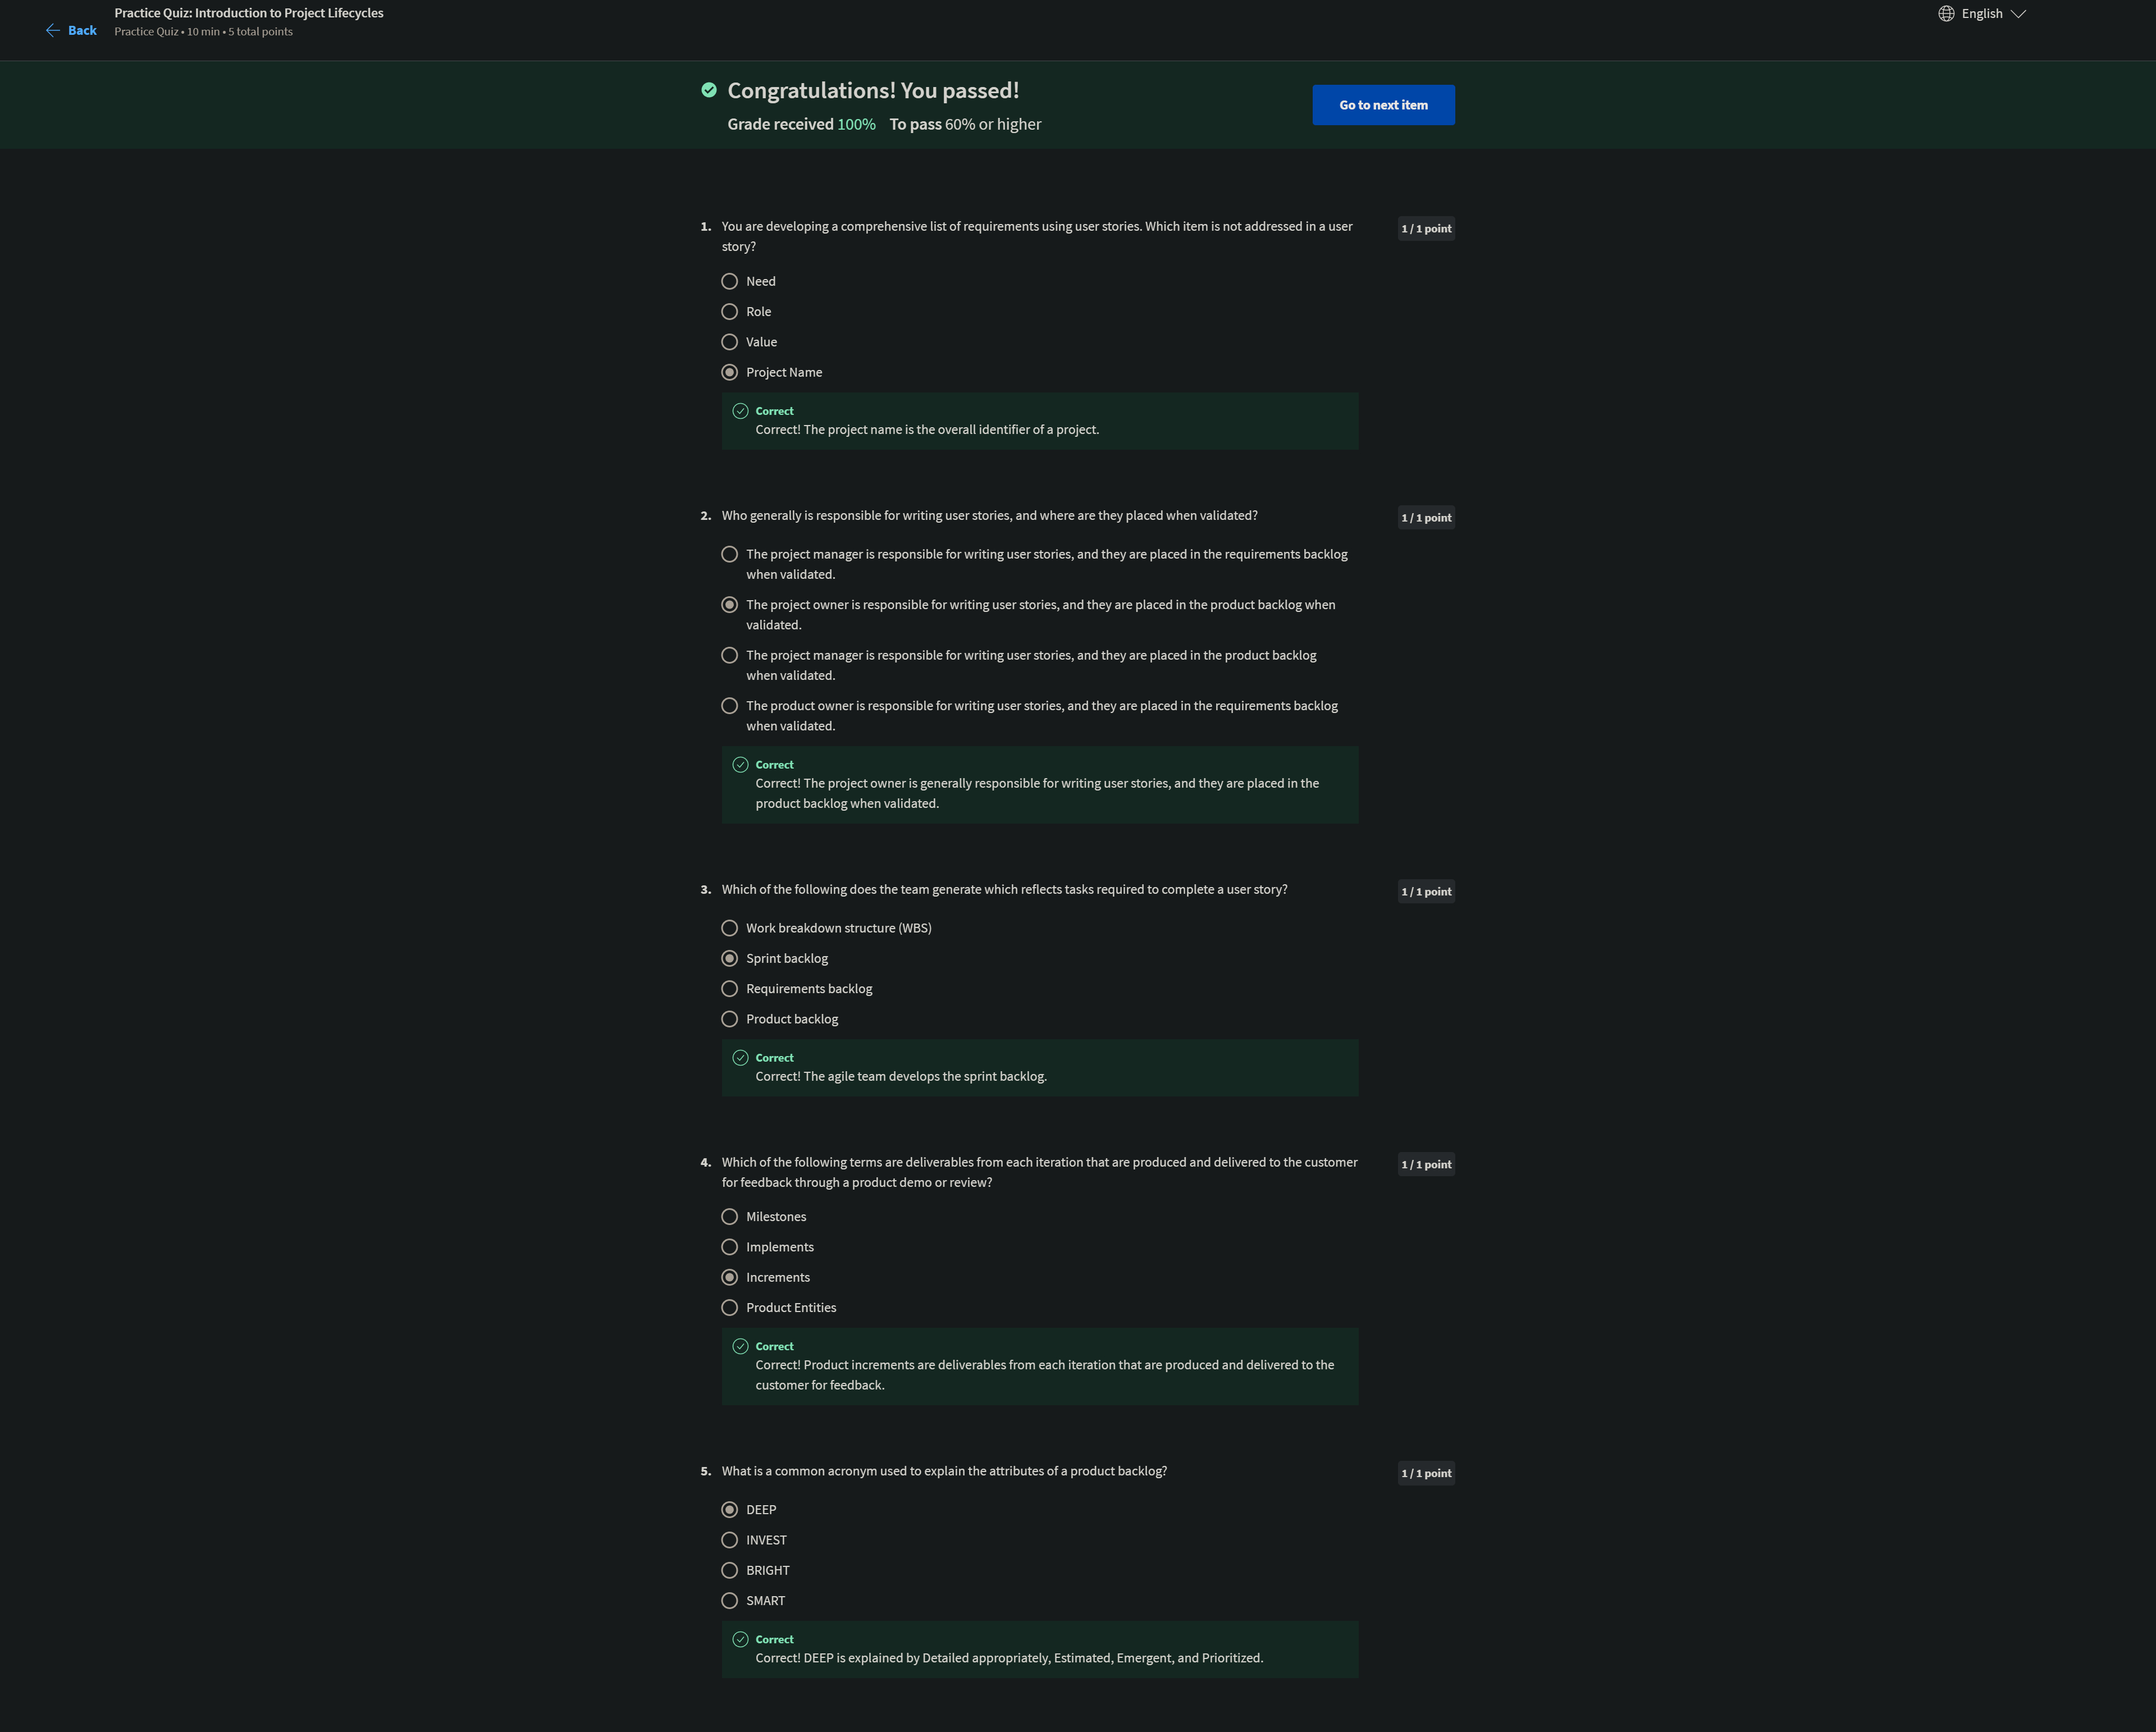 Back
Practice Quiz: Introduction to Project Lifecycles
Practice Quiz • 10 min • 5 total points
English
Congratulations! You passed!
Grade received 100% To pass 60% or higher
Go to next item
1. You are developing a comprehensive list of requirements using user stories. Which item is not addressed in a user
story?
1 / 1 point
Need
Role
Value
Project Name
Correct
Correct! The project name is the overall identifier of a project.
2. Who generally is responsible for writing user stories, and where are they placed when validated?
1 / 1 point
The project manager is responsible for writing user stories, and they are placed in the requirements backlog
when validated.
The project owner is responsible for writing user stories, and they are placed in the product backlog when
validated.
The project manager is responsible for writing user stories, and they are placed in the product backlog
when validated.
The product owner is responsible for writing user stories, and they are placed in the requirements backlog
when validated.
Correct
Correct! The project owner is generally responsible for writing user stories, and they are placed in the
product backlog when validated.
3. Which of the following does the team generate which reflects tasks required to complete a user story?
1 / 1 point
Work breakdown structure (WBS)
Sprint backlog
Requirements backlog
Product backlog
Correct
Correct! The agile team develops the sprint backlog.
4. Which of the following terms are deliverables from each iteration that are produced and delivered to the customer
for feedback through a product demo or review?
1 / 1 point
Milestones
Implements
Increments
Product Entities
Correct
Correct! Product increments are deliverables from each iteration that are produced and delivered to the
customer for feedback.
5. What is a common acronym used to explain the attributes of a product backlog?
1 / 1 point
DEEP
INVEST
BRIGHT
SMART
Correct
Correct! DEEP is explained by Detailed appropriately, Estimated, Emergent, and Prioritized.